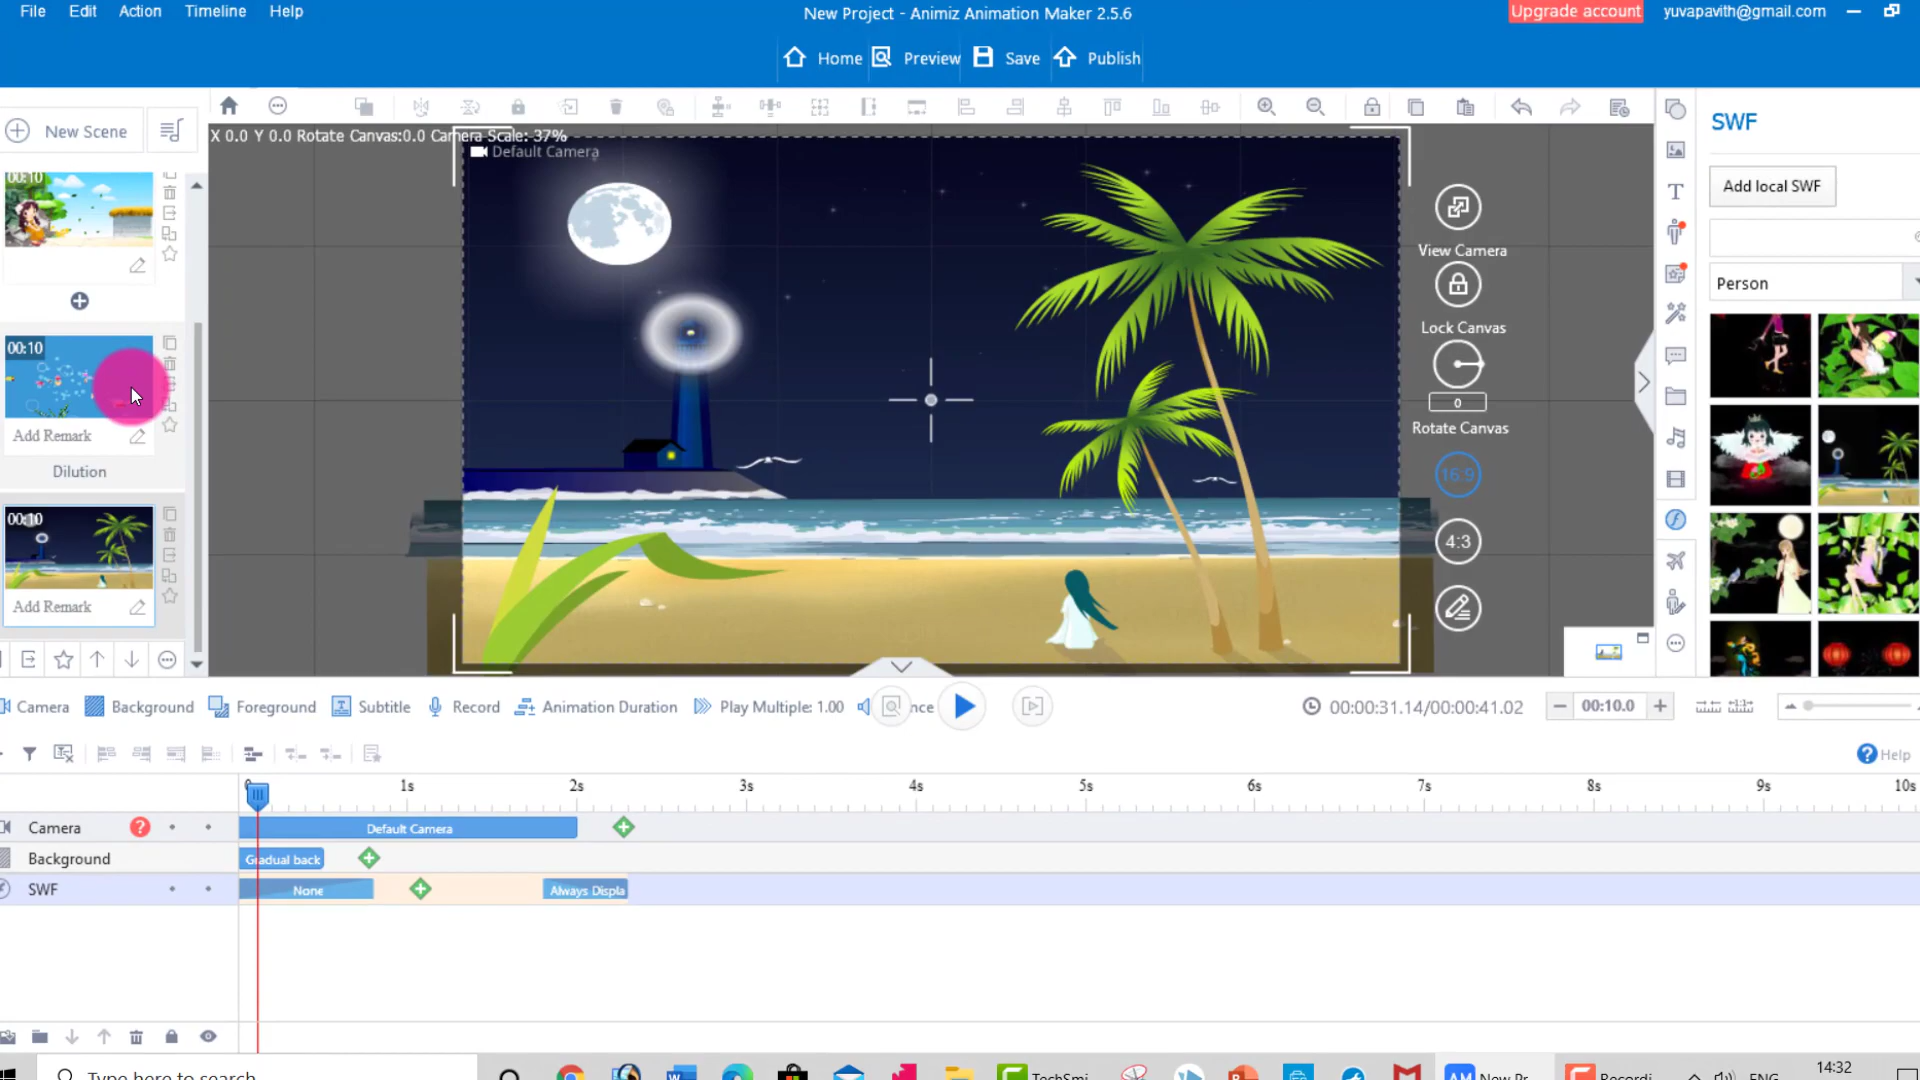 File Edit Action Timeline Help
New Project - Animiz Animation Maker 2.5.6
Upgrade account yuvapavith@gmail.com
Home Preview Save Publish
New Scene
X 0.0 Y 0.0 Rotate Canvas:0.0 Camera Scale: 37%
Default Camera
SWF
Add local SWF
Person
00:10
00:10
Add Remark
Dilution
00:10
Add Remark
View Camera
Lock Canvas
0
Rotate Canvas
16:9
4:3
Camera Background Foreground Subtitle Record Animation Duration Play Multiple: 1.00 nce
00:00:31.14/00:00:41.02
00:10.0
Help
1s 2s 3s 4s 5s 6s 7s 8s 9s 10s
Camera Default Camera
Background Gradual back
SWF None Always Displa
Type here to search
TechSmi
New Pr
Recordi
ENG
14:32